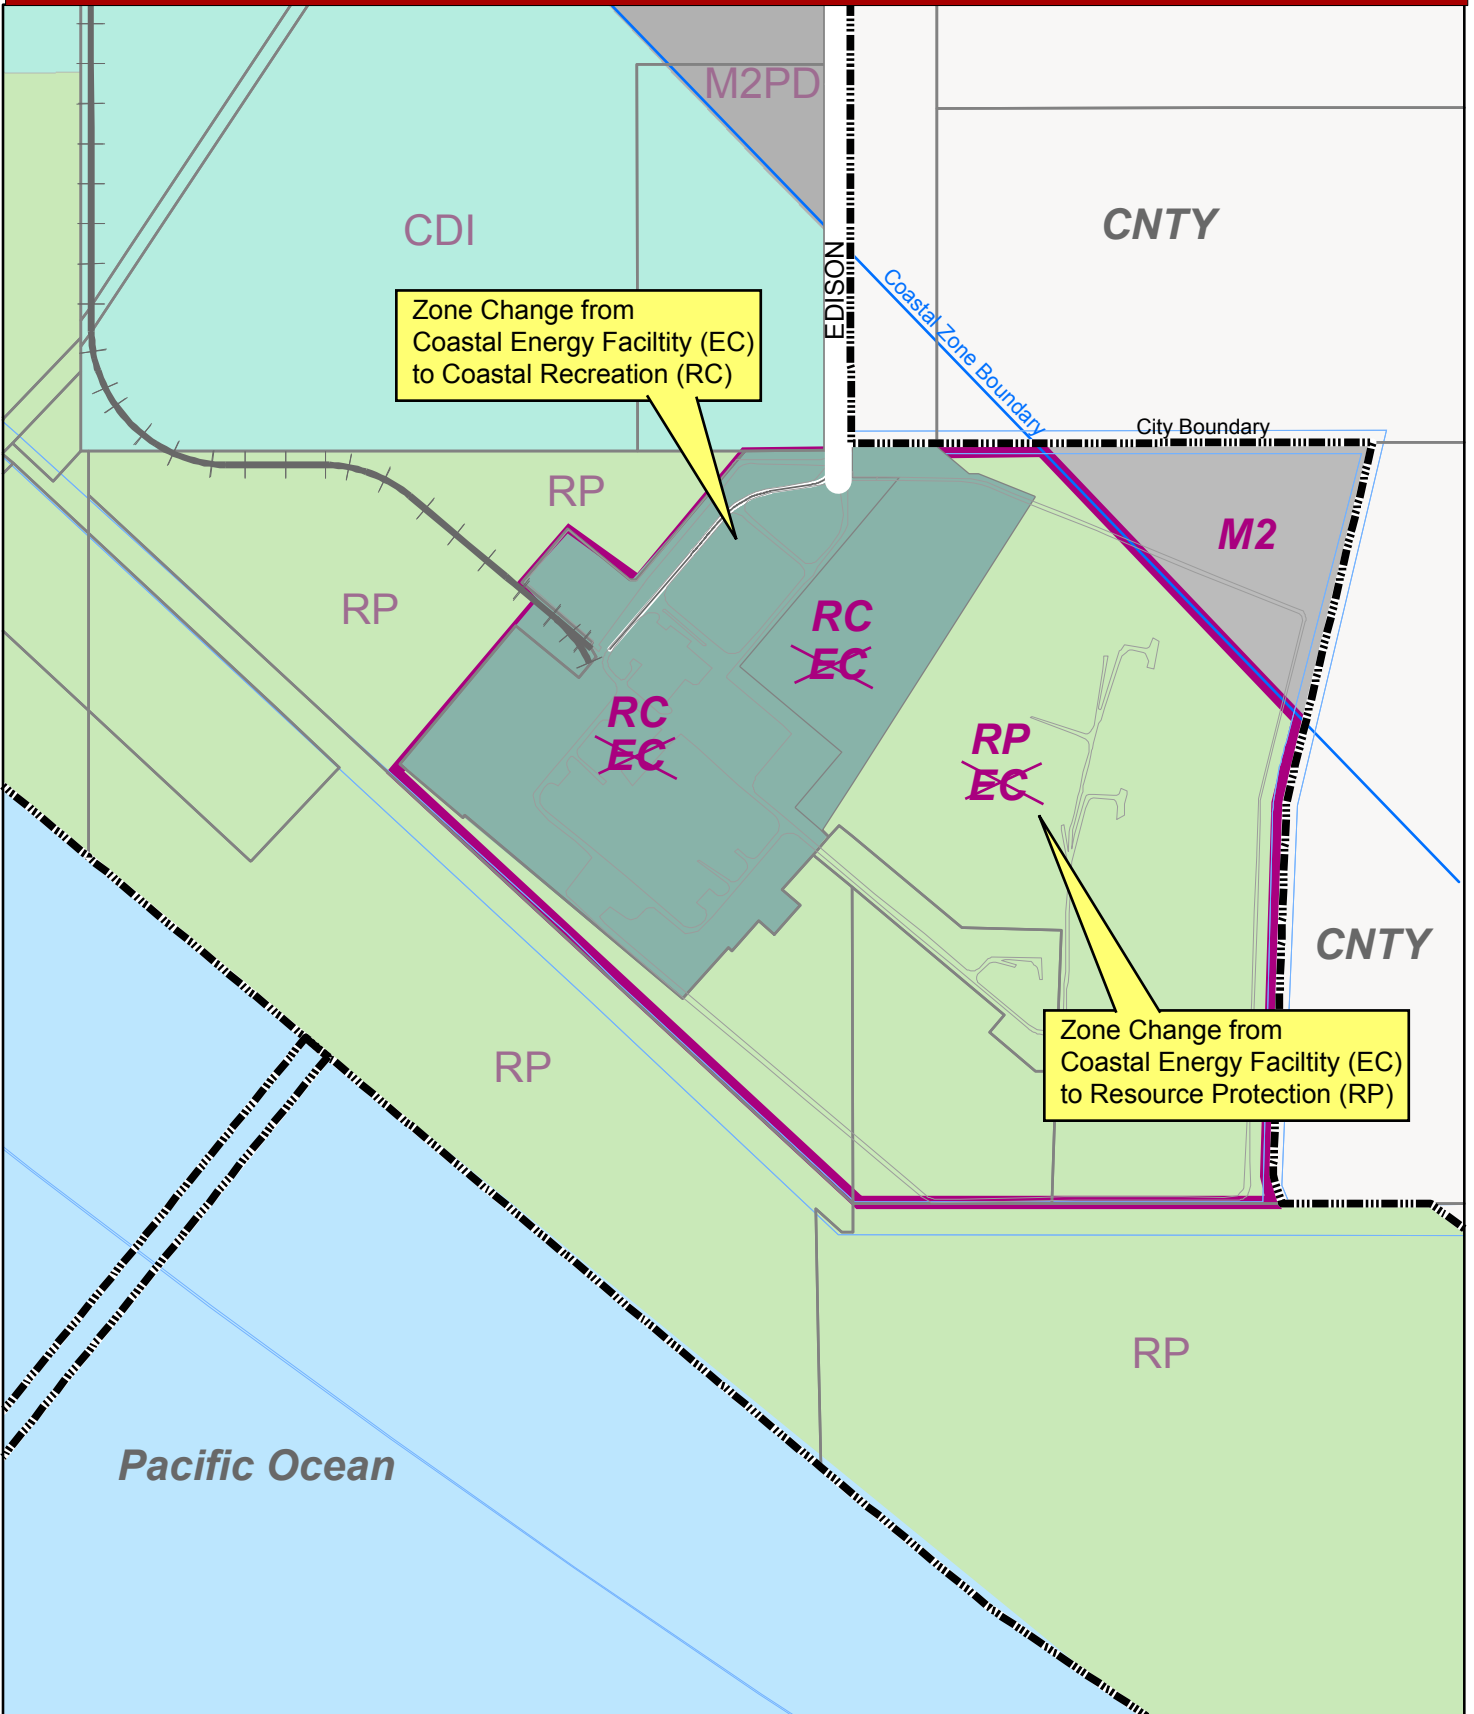 M2PD
CDI
CNTY
EDISON
Coastal Zone Boundary
Zone Change from
Coastal Energy Faciltity (EC)
to Coastal Recreation (RC)
City Boundary
RP
M2
RP
RC
EC
RC
EC
RP
EC
CNTY
Zone Change from
Coastal Energy Faciltity (EC)
to Resource Protection (RP)
RP
RP
Pacific Ocean